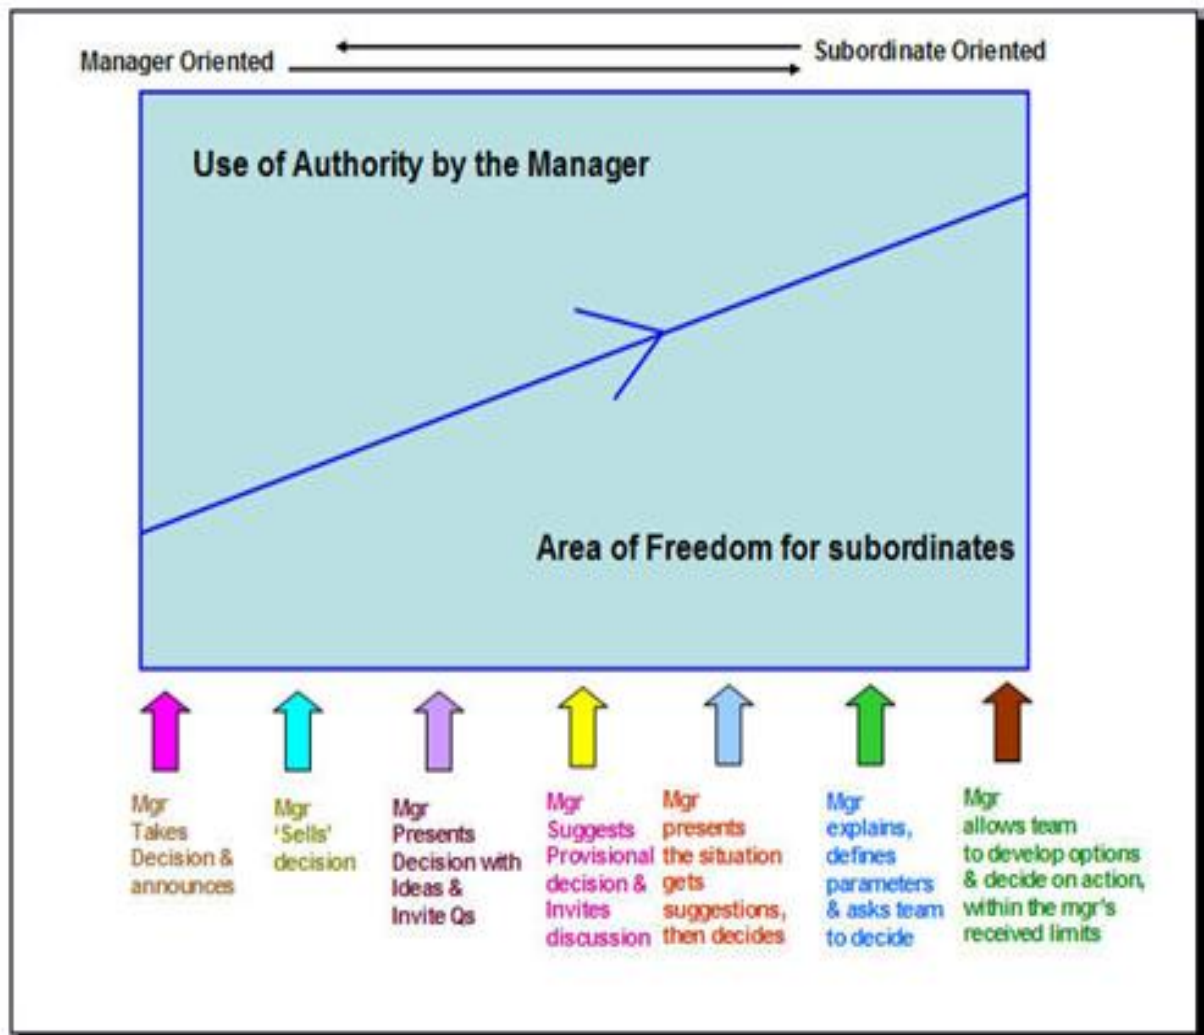 Manager Oriented
Subordinate Oriented
Use of Authority by the Manager
Area of Freedom for subordinates
Mgr
Takes
Decision &
announces
Mgr
'Sells'
decision
Mgr
Presents
Decision with
Ideas &
Invite Qs
Mgr
Suggests
Provisional
decision &
Invites
discussion
Mgr
presents
the situation
gets
suggestions,
then decides
Mgr
explains,
defines
parameters
& asks team
to decide
Mgr
allows team
to develop options
& decide on action,
within the mgr's
received limits